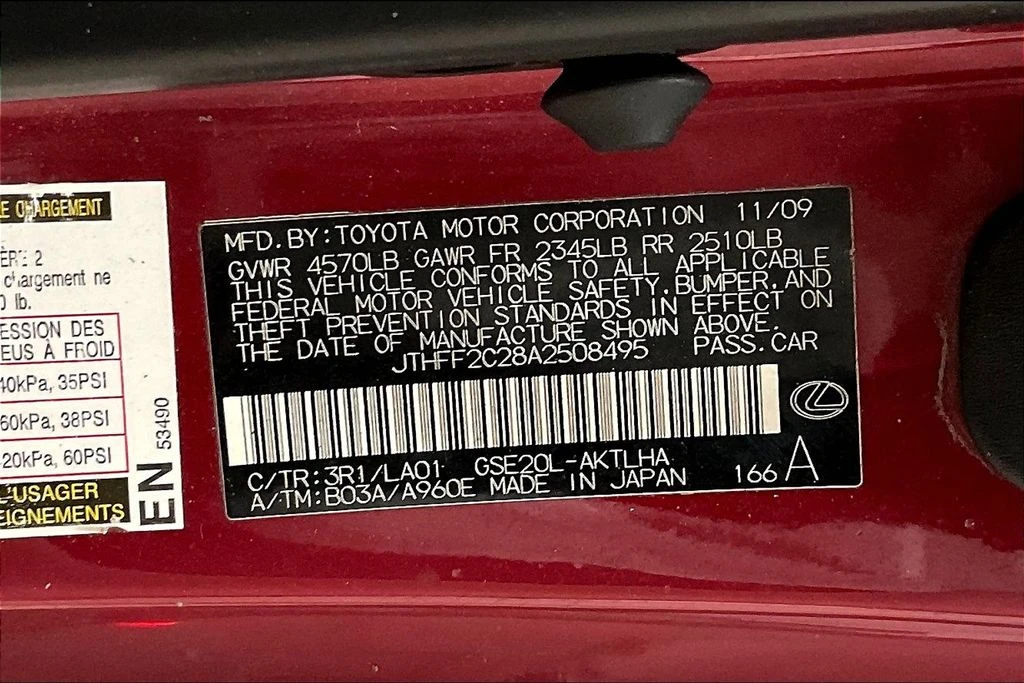 E CHARGEMENT
2
chargement ne
lb.
ESSION DES
EUS À FROID
40kPa, 35PSI
60kPa, 38PSI
20kPa, 60PSI
L'USAGER
EIGNEMENTS
EN
53490
MFD.BY:TOYOTA MOTOR CORPORATION 11/09
GVWR 4570LB GAWR FR 2345LB RR 2510LB
THIS VEHICLE CONFORMS TO ALL APPLICABLE
FEDERAL MOTOR VEHICLE SAFETY,BUMPER,AND
THEFT PREVENTION STANDARDS IN EFFECT ON
THE DATE OF MANUFACTURE SHOWN ABOVE.
JTHFF2C28A2508495 PASS.CAR
C/TR:3R1/LA01 GSE20L-AKTLHA
A/TM:B03A/A960E MADE IN JAPAN 166 A